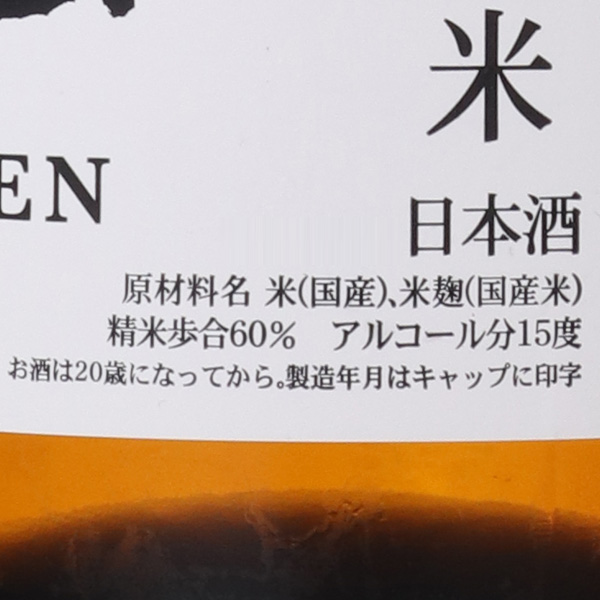 米
EN
日本酒
原材料名 米(国産)、米麹(国産米)
精米歩合60% アルコール分15度
お酒は20歳になってから。製造年月はキャップに印字